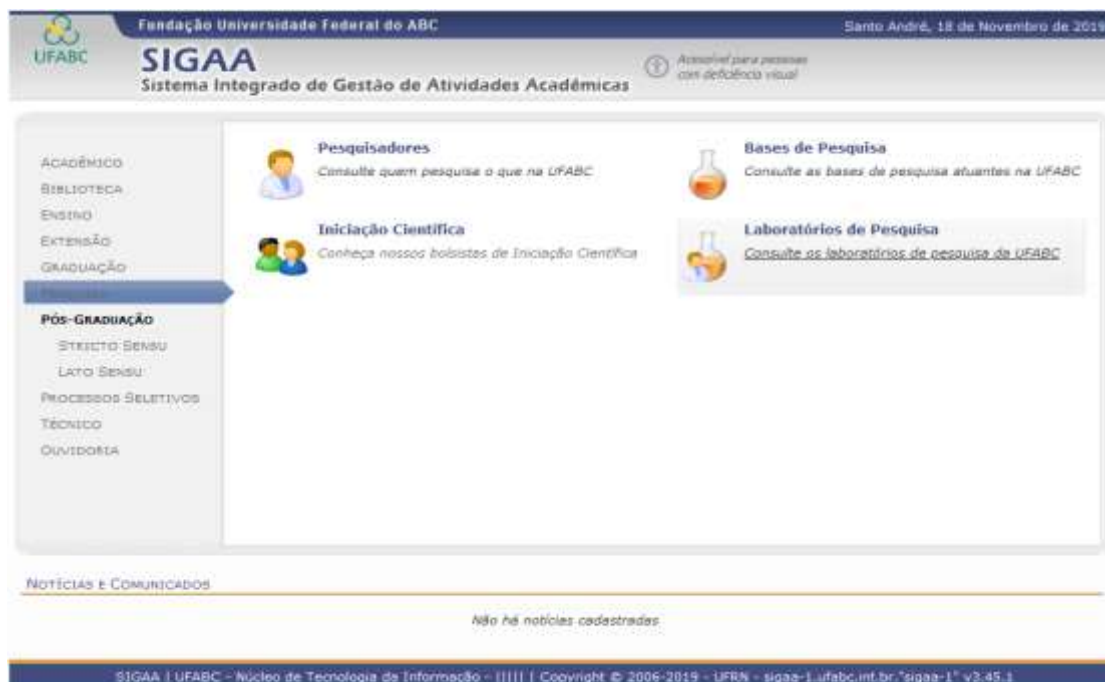 Fundação Universidade Federal do ABC
Santo André, 18 de Novembro de 2019
UFABC
SIGAA
Sistema Integrado de Gestão de Atividades Acadêmicas
Acessível para pessoas
com deficiência visual
ACADÊMICO
BIBLIOTECA
ENSINO
EXTENSÃO
GRADUAÇÃO
PÓS-GRADUAÇÃO
STRICTO SENSU
LATO SENSU
PROCESSOS SELETIVOS
TÉCNICO
OUVIDORIA
Pesquisadores
Consulte quem pesquisa o que na UFABC
Bases de Pesquisa
Consulte as bases de pesquisa atuantes na UFABC
Iniciação Científica
Conheça nossos bolsistas de Iniciação Científica
Laboratórios de Pesquisa
Consulte os laboratórios de pesquisa da UFABC
NOTÍCIAS E COMUNICADOS
Não há notícias cadastradas
SIGAA | UFABC - Núcleo de Tecnologia da Informação - ||||| | Copyright © 2006-2019 - UFRN - sigaa-1.ufabc.int.br."sigaa-1" v3.45.1